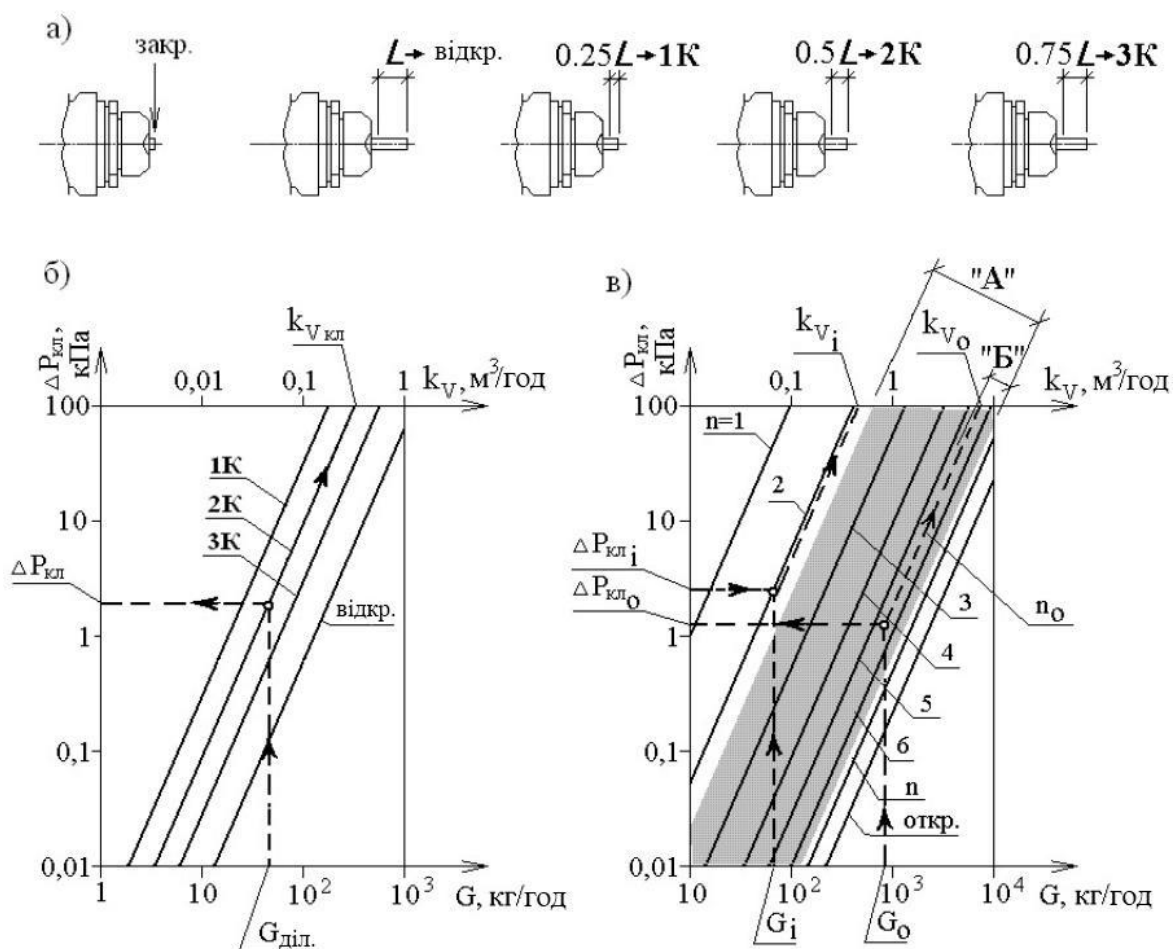 а)
закр.
L→ відкр.
0.25L→1К
0.5L→2К
0.75L→3К
б)
ΔPкл, кПа
kV кл
0,01
0,1
1
kV, м³/год
100
10
1
0,1
0,01
1К
2К
3К
відкр.
ΔPкл
1
10
10²
10³
G, кг/год
Gділ.
в)
"А"
"Б"
ΔPкл, кПа
kVi
kVo
0,1
1
kV, м³/год
100
10
1
0,1
0,01
n=1
2
3
4
5
6
n
nо
откр.
ΔPклi
ΔPклo
10
10²
10³
10⁴
G, кг/год
Gi
Go